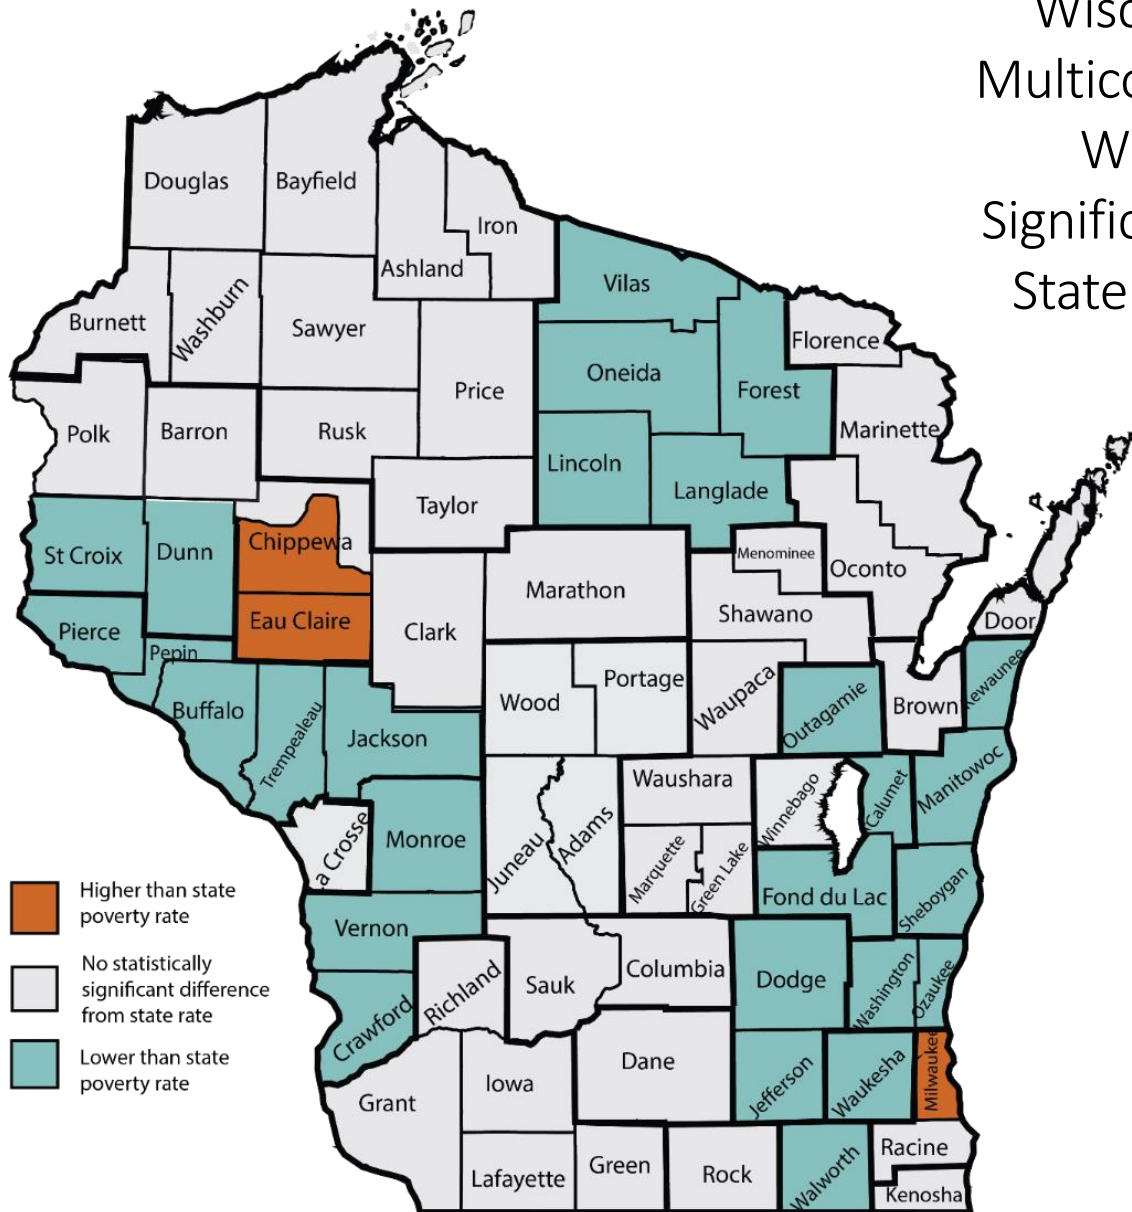 Wisc
Multico
W
Signific
State
Douglas
Bayfield
Iron
Ashland
Vilas
Burnett
Washburn
Sawyer
Florence
Oneida
Price
Forest
Polk
Barron
Rusk
Marinette
Lincoln
Langlade
Taylor
Chippewa
St Croix
Dunn
Menominee
Oconto
Marathon
Eau Claire
Shawano
Door
Pierce
Clark
Pepin
Kewaunee
Portage
Waupaca
Wood
Outagamie
Brown
Buffalo
Trempealeau
Jackson
Waushara
Winnebago
Calumet
Manitowoc
a Crosse
Monroe
Juneau
Adams
Marquette
Green Lake
Fond du Lac
Sheboygan
Higher than state
poverty rate
Vernon
No statistically
significant difference
from state rate
Richland
Sauk
Columbia
Dodge
Washington
Ozaukee
Crawford
Lower than state
poverty rate
Dane
Iowa
Jefferson
Waukesha
Milwaukee
Grant
Racine
Green
Rock
Lafayette
Walworth
Kenosha